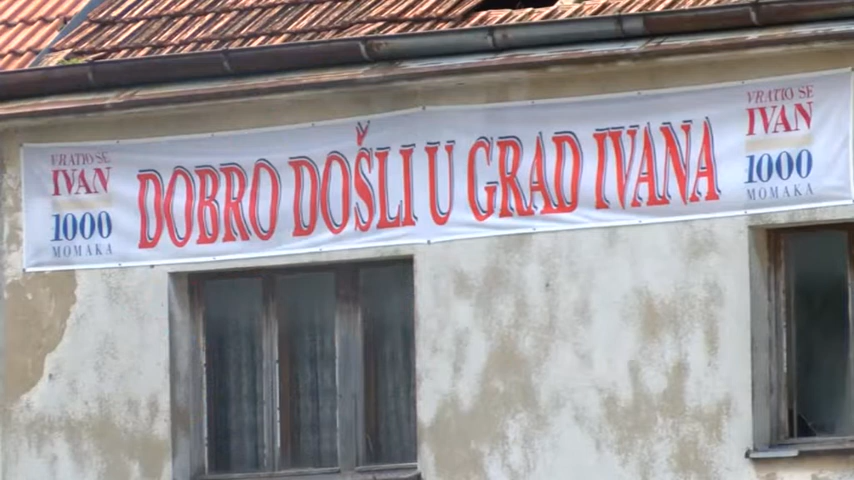 VRATIO SE
IVAN
1000
MOMAKA
DOBRO DOŠLI U GRAD IVANA
VRATIO SE
IVAN
1000
MOMAKA